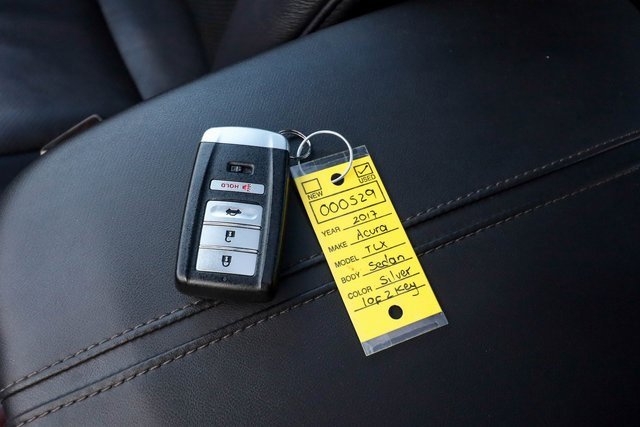 HOLD
NEW
USED
000529
YEAR 2017
MAKE Acura
MODEL TLX
BODY Sedan
COLOR Silver
1 of 2 Key